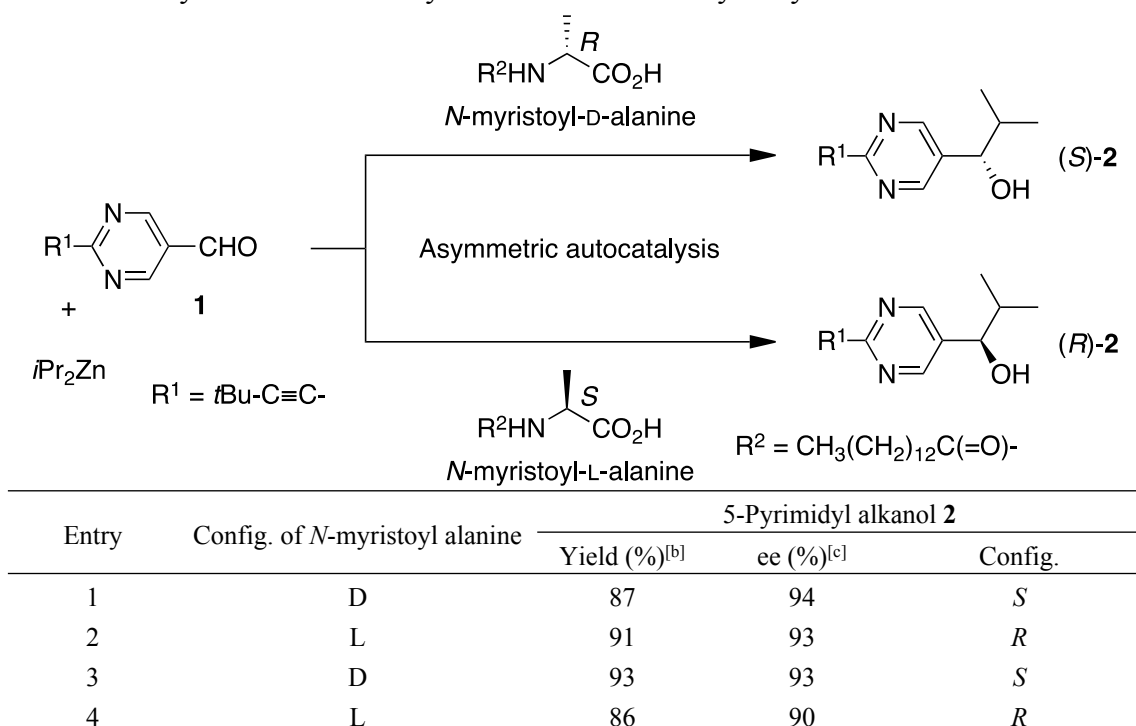 R
R²HN
CO₂H
N-myristoyl-D-alanine
N
R¹
N
OH
(S)-2
N
R¹
CHO
N
Asymmetric autocatalysis
1
+
iPr₂Zn
R¹ = tBu-C≡C-
N
R¹
N
OH
(R)-2
S
R²HN
CO₂H
N-myristoyl-L-alanine
R² = CH₃(CH₂)₁₂C(=O)-
Entry Config. of N-myristoyl alanine 5-Pyrimidyl alkanol 2
Yield (%)[b] ee (%)[c] Config.
1 D 87 94 S
2 L 91 93 R
3 D 93 93 S
4 L 86 90 R